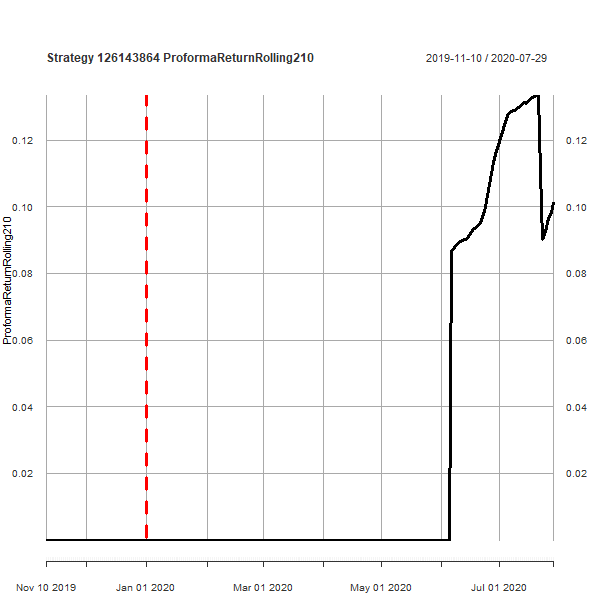 Strategy 126143864 ProformaReturnRolling210
2019-11-10 / 2020-07-29
ProformaReturnRolling210
0.12
0.10
0.08
0.06
0.04
0.02
0.12
0.10
0.08
0.06
0.04
0.02
Nov 10 2019
Jan 01 2020
Mar 01 2020
May 01 2020
Jul 01 2020